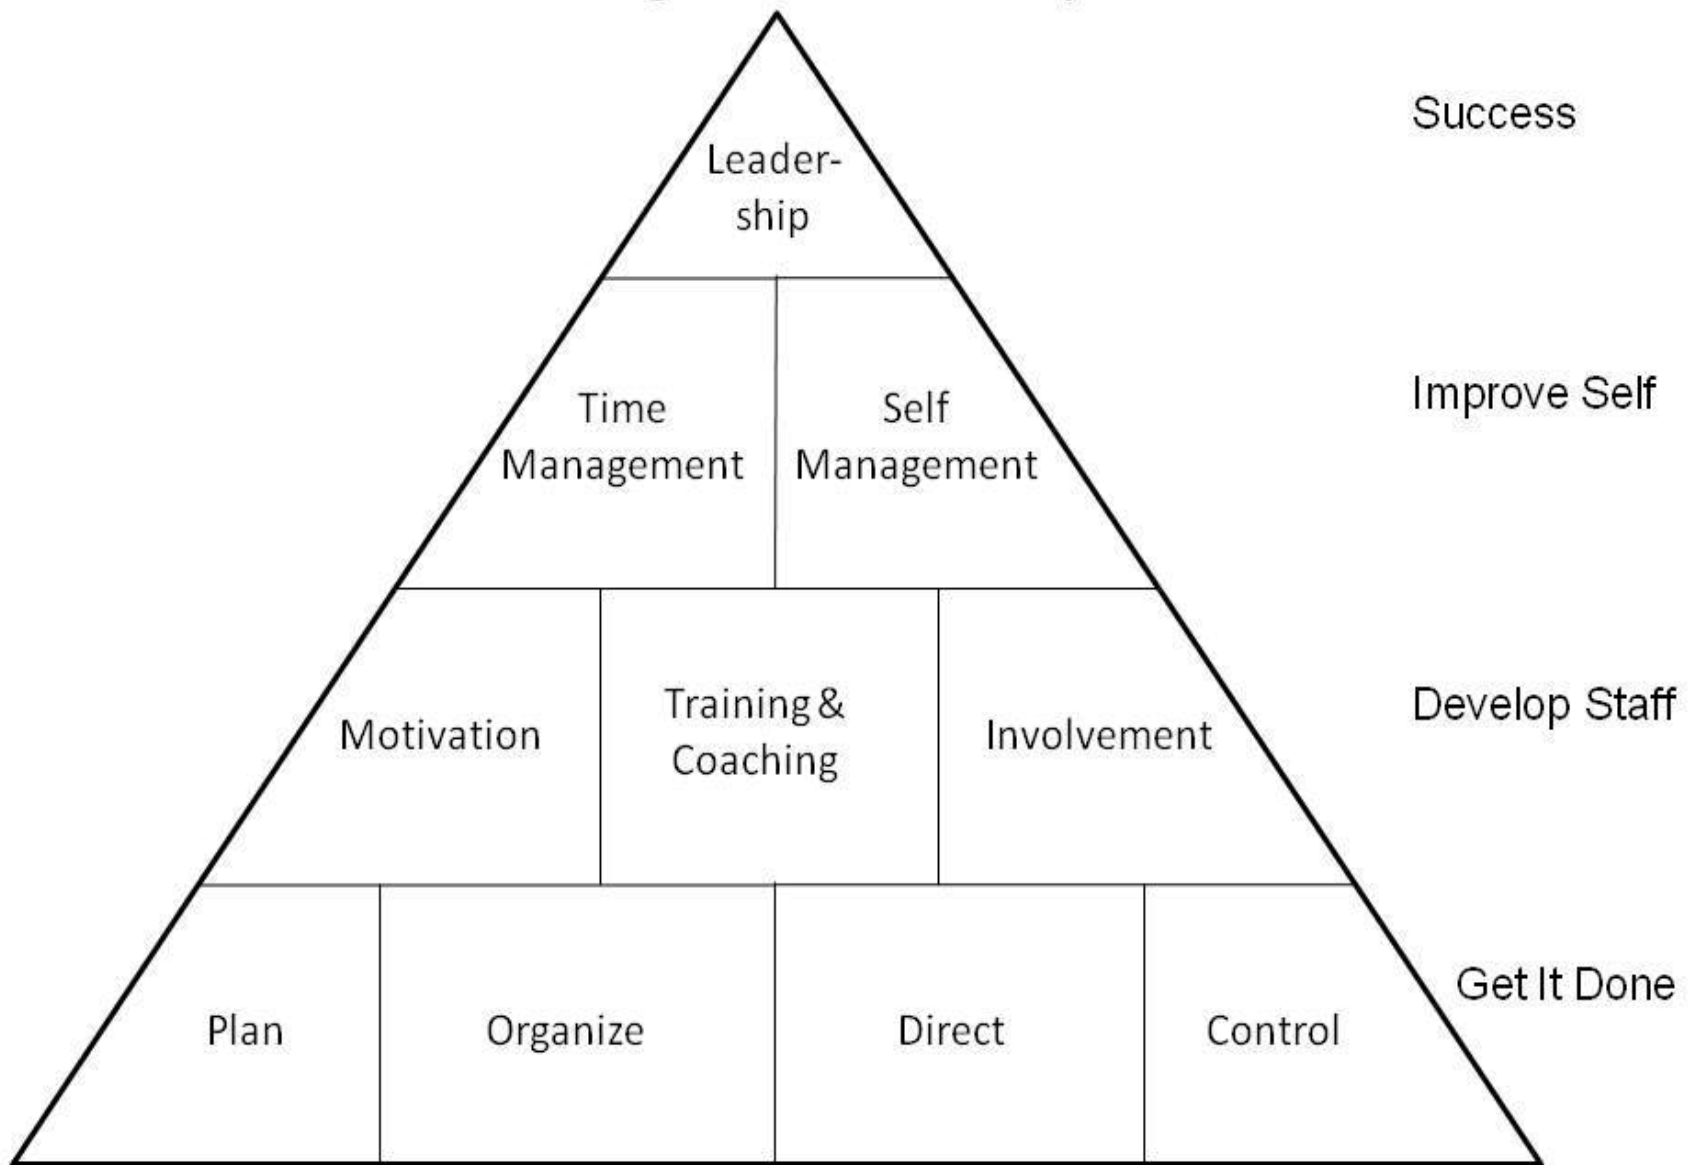 Success
Leader-
ship
Improve Self
Time
Management
Self
Management
Develop Staff
Motivation
Training &
Coaching
Involvement
Get It Done
Plan
Organize
Direct
Control